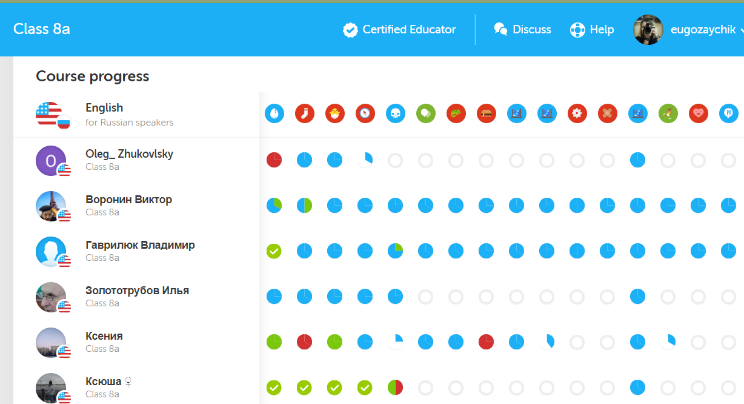 Class 8a
Certified Educator
Discuss
Help
eugozaychik
Course progress
English
for Russian speakers
O
Oleg_ Zhukovlsky
Class 8a
Воронин Виктор
Class 8a
Гаврилюк Владимир
Class 8a
Золототрубов Илья
Class 8a
Ксения
Class 8a
Ксюша
Class 8a